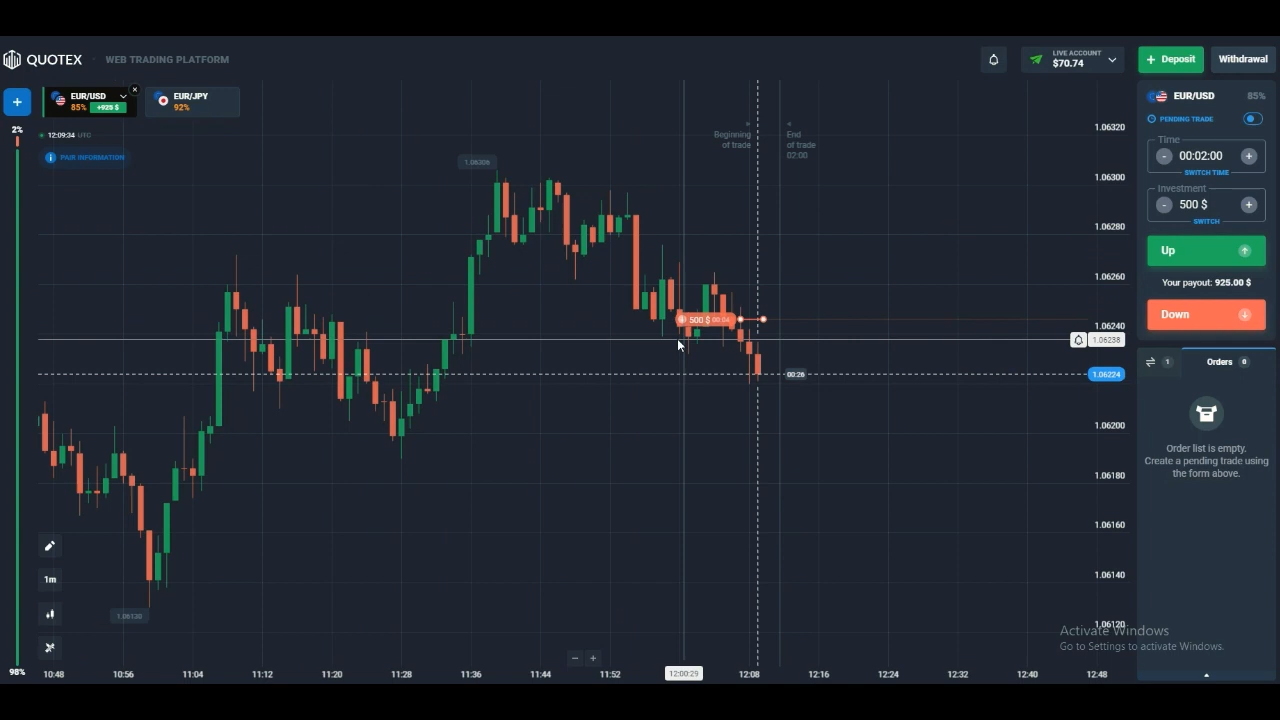 QUOTEX
WEB TRADING PLATFORM
LIVE ACCOUNT
$70.74
+ Deposit
Withdrawal
+
EUR/USD
85% +925 $
EUR/JPY
92%
2%
12:09:34 UTC
PAIR INFORMATION
Beginning
of trade
End
of trade
02:00
1.06306
500 $ 00:04
00:26
1.06130
98%
1m
1.06320
1.06300
1.06280
1.06260
1.06240
1.06238
1.06224
1.06200
1.06180
1.06160
1.06140
1.06120
10:48
10:56
11:04
11:12
11:20
11:28
11:36
11:44
11:52
12:00:29
12:08
12:16
12:24
12:32
12:40
12:48
EUR/USD 85%
PENDING TRADE
Time
- 00:02:00 +
SWITCH TIME
Investment
- 500 $ +
SWITCH
Up
Your payout: 925.00 $
Down
1
Orders 0
Order list is empty.
Create a pending trade using
the form above.
Activate Windows
Go to Settings to activate Windows.